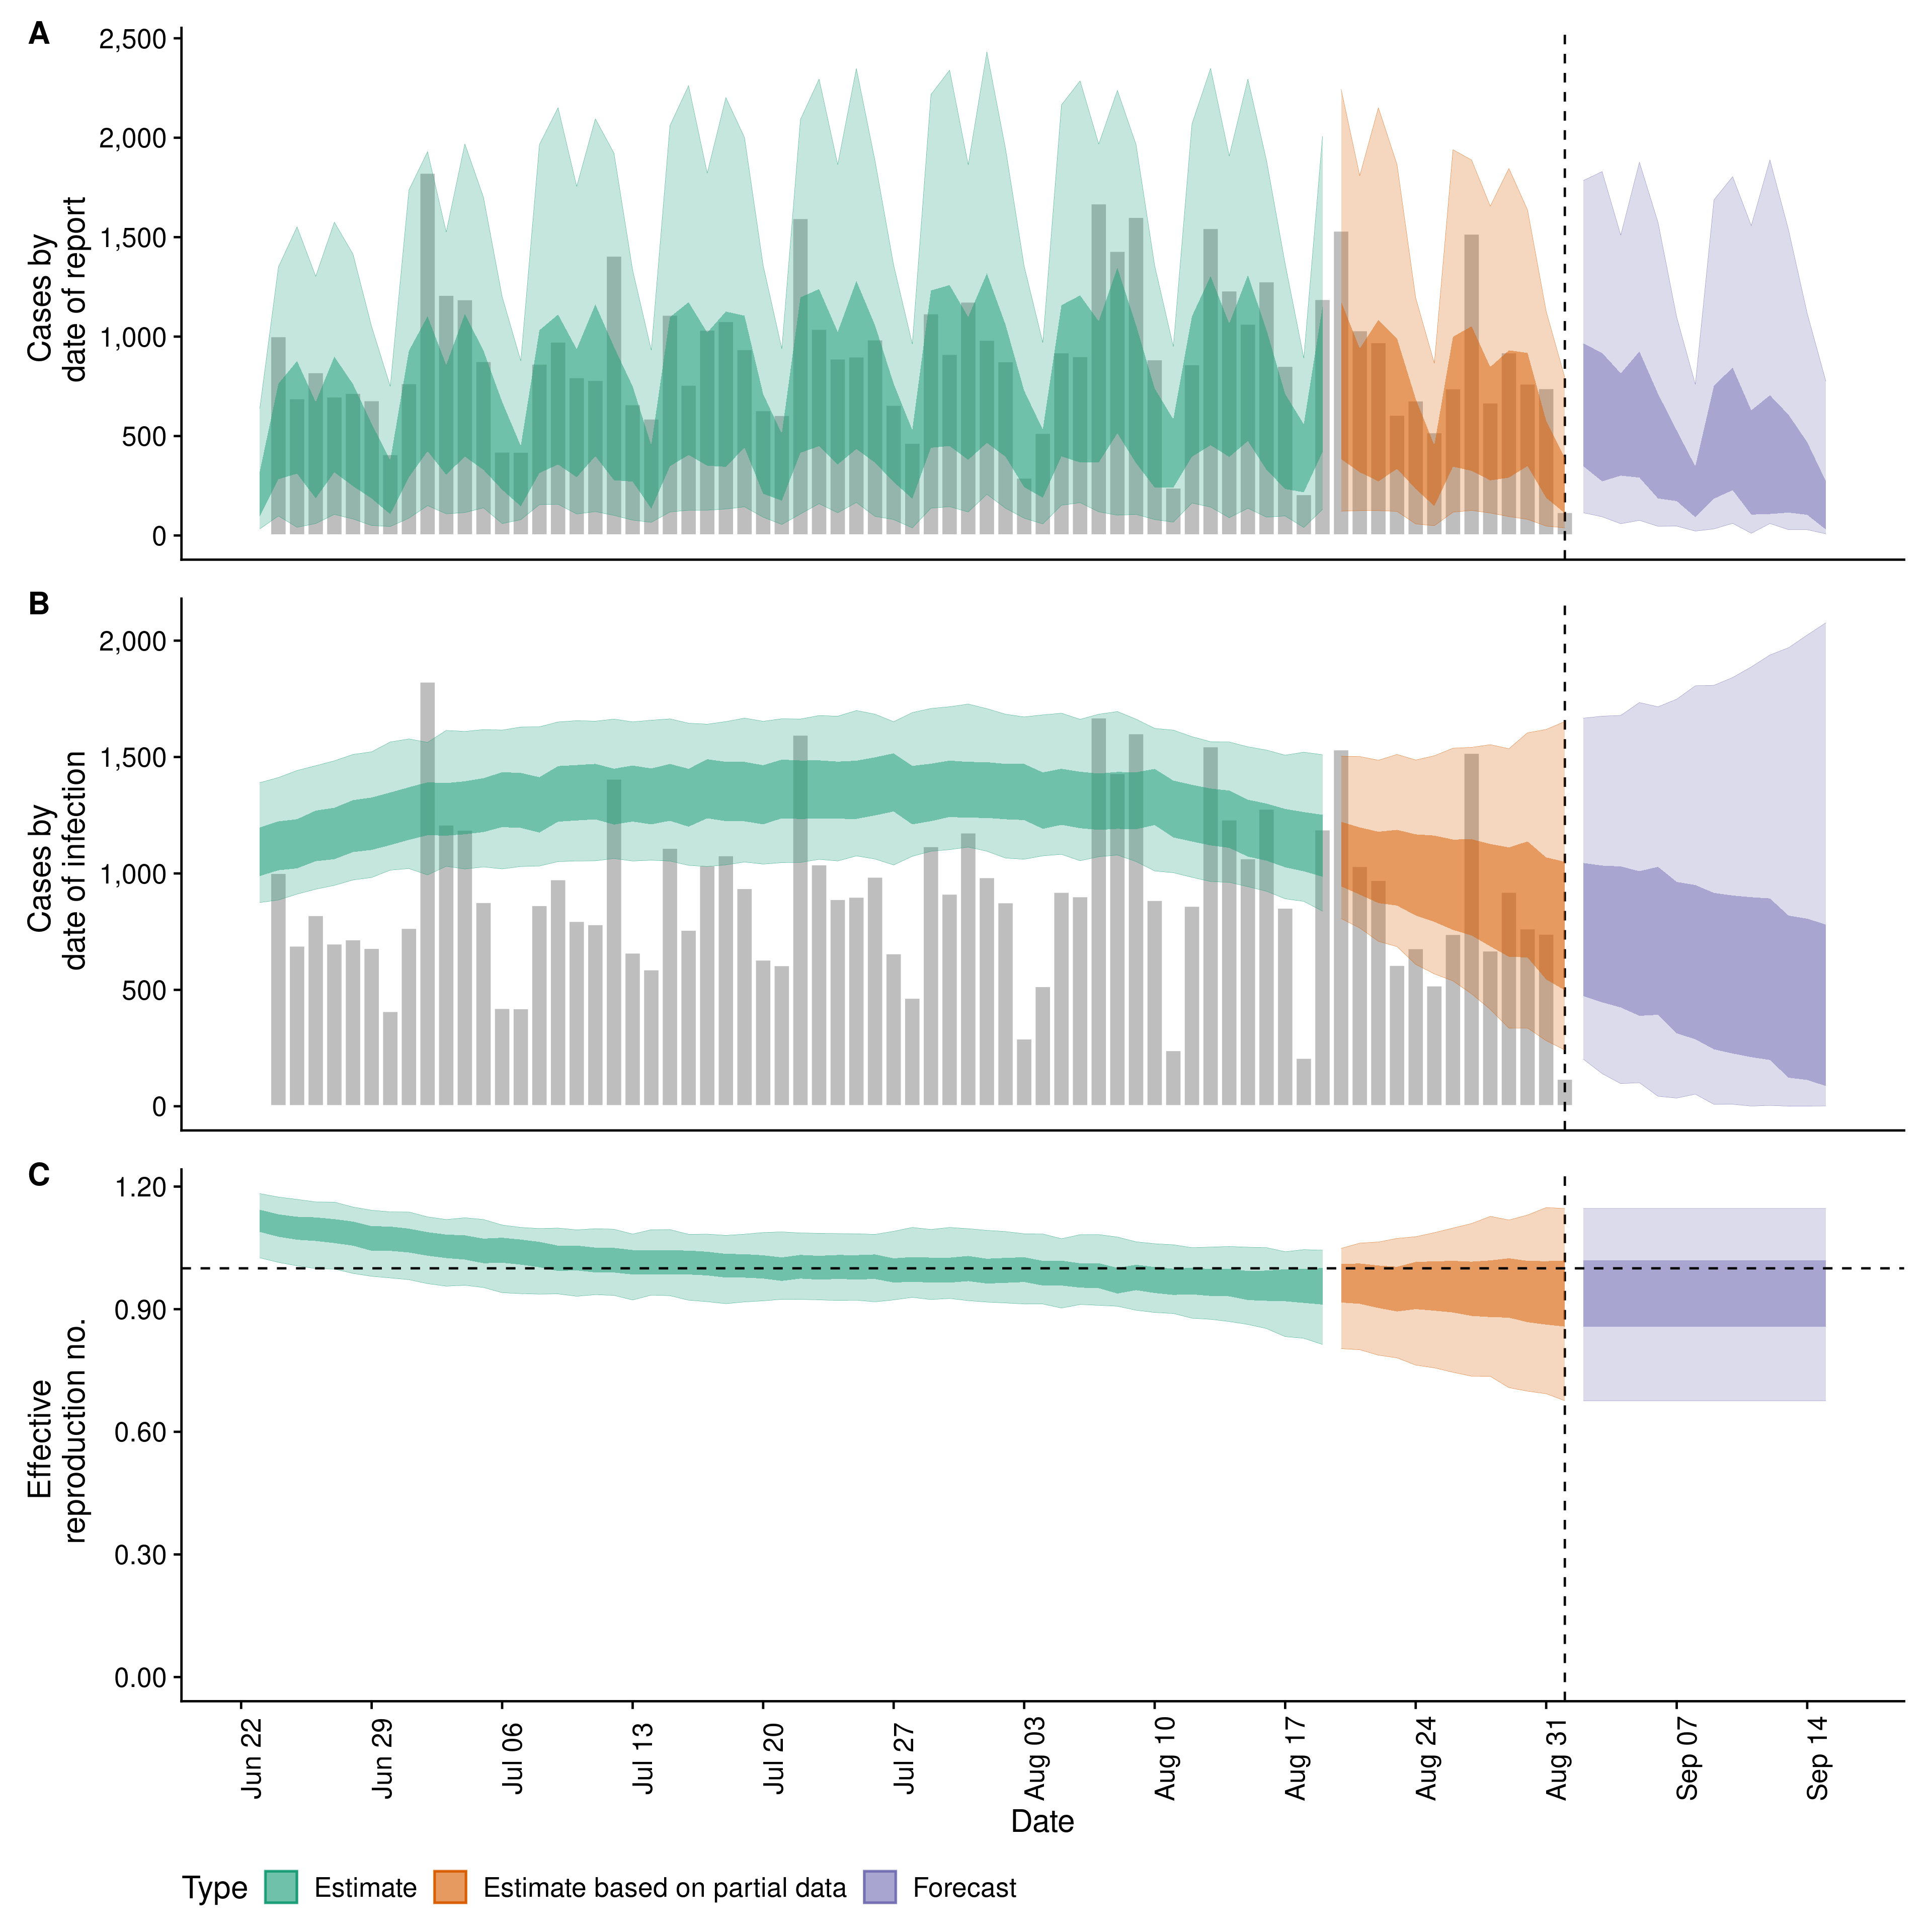 A
2,500
2,000
1,500
1,000
500
0
Cases by
date of report
B
2,000
1,500
1,000
500
0
Cases by
date of infection
C
1.20
0.90
0.60
0.30
0.00
Effective
reproduction no.
Jun 22
Jun 29
Jul 06
Jul 13
Jul 20
Jul 27
Aug 03
Aug 10
Aug 17
Aug 24
Aug 31
Sep 07
Sep 14
Date
Type Estimate Estimate based on partial data Forecast